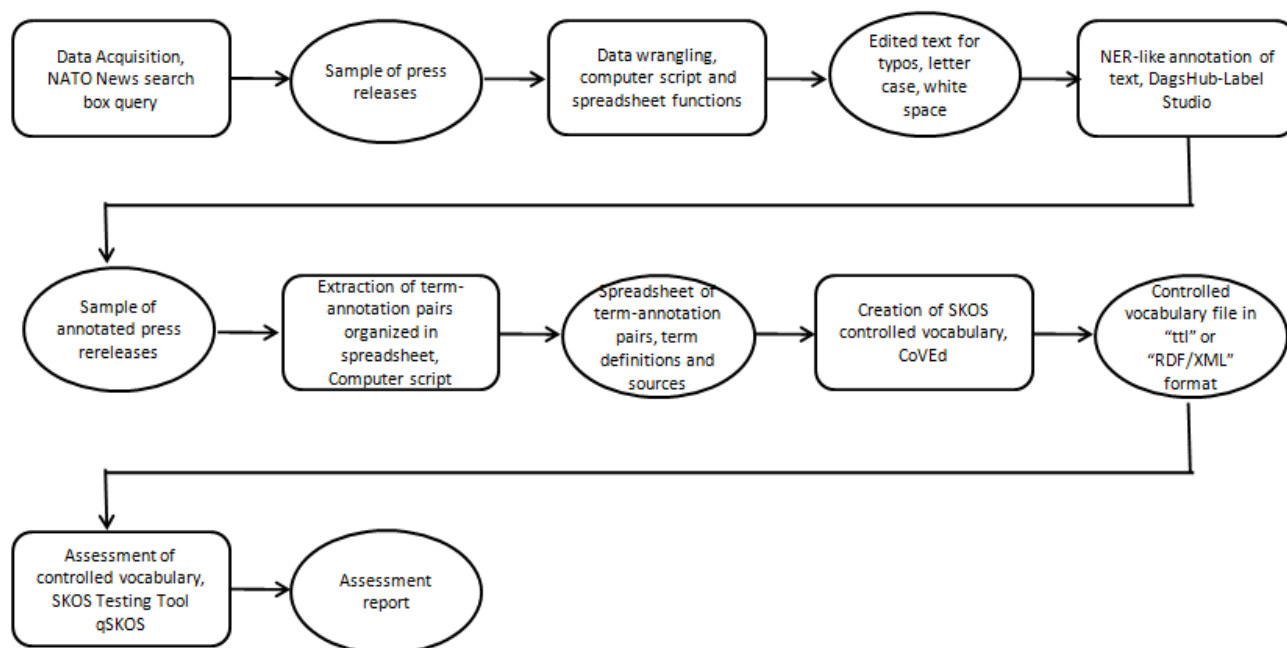 Data Acquisition,
NATO News search
box query
Sample of press
releases
Data wrangling,
computer script and
spreadsheet functions
Edited text for
typos, letter
case, white
space
NER-like annotation of
text, DagsHub-Label
Studio
Sample of
annotated press
rereleases
Extraction of term-
annotation pairs
organized in
spreadsheet,
Computer script
Spreadsheet of
term-annotation
pairs, term
definitions and
sources
Creation of SKOS
controlled vocabulary,
CoVEd
Controlled
vocabulary file in
“ttl” or
“RDF/XML”
format
Assessment of
controlled vocabulary,
SKOS Testing Tool
qSKOS
Assessment
report